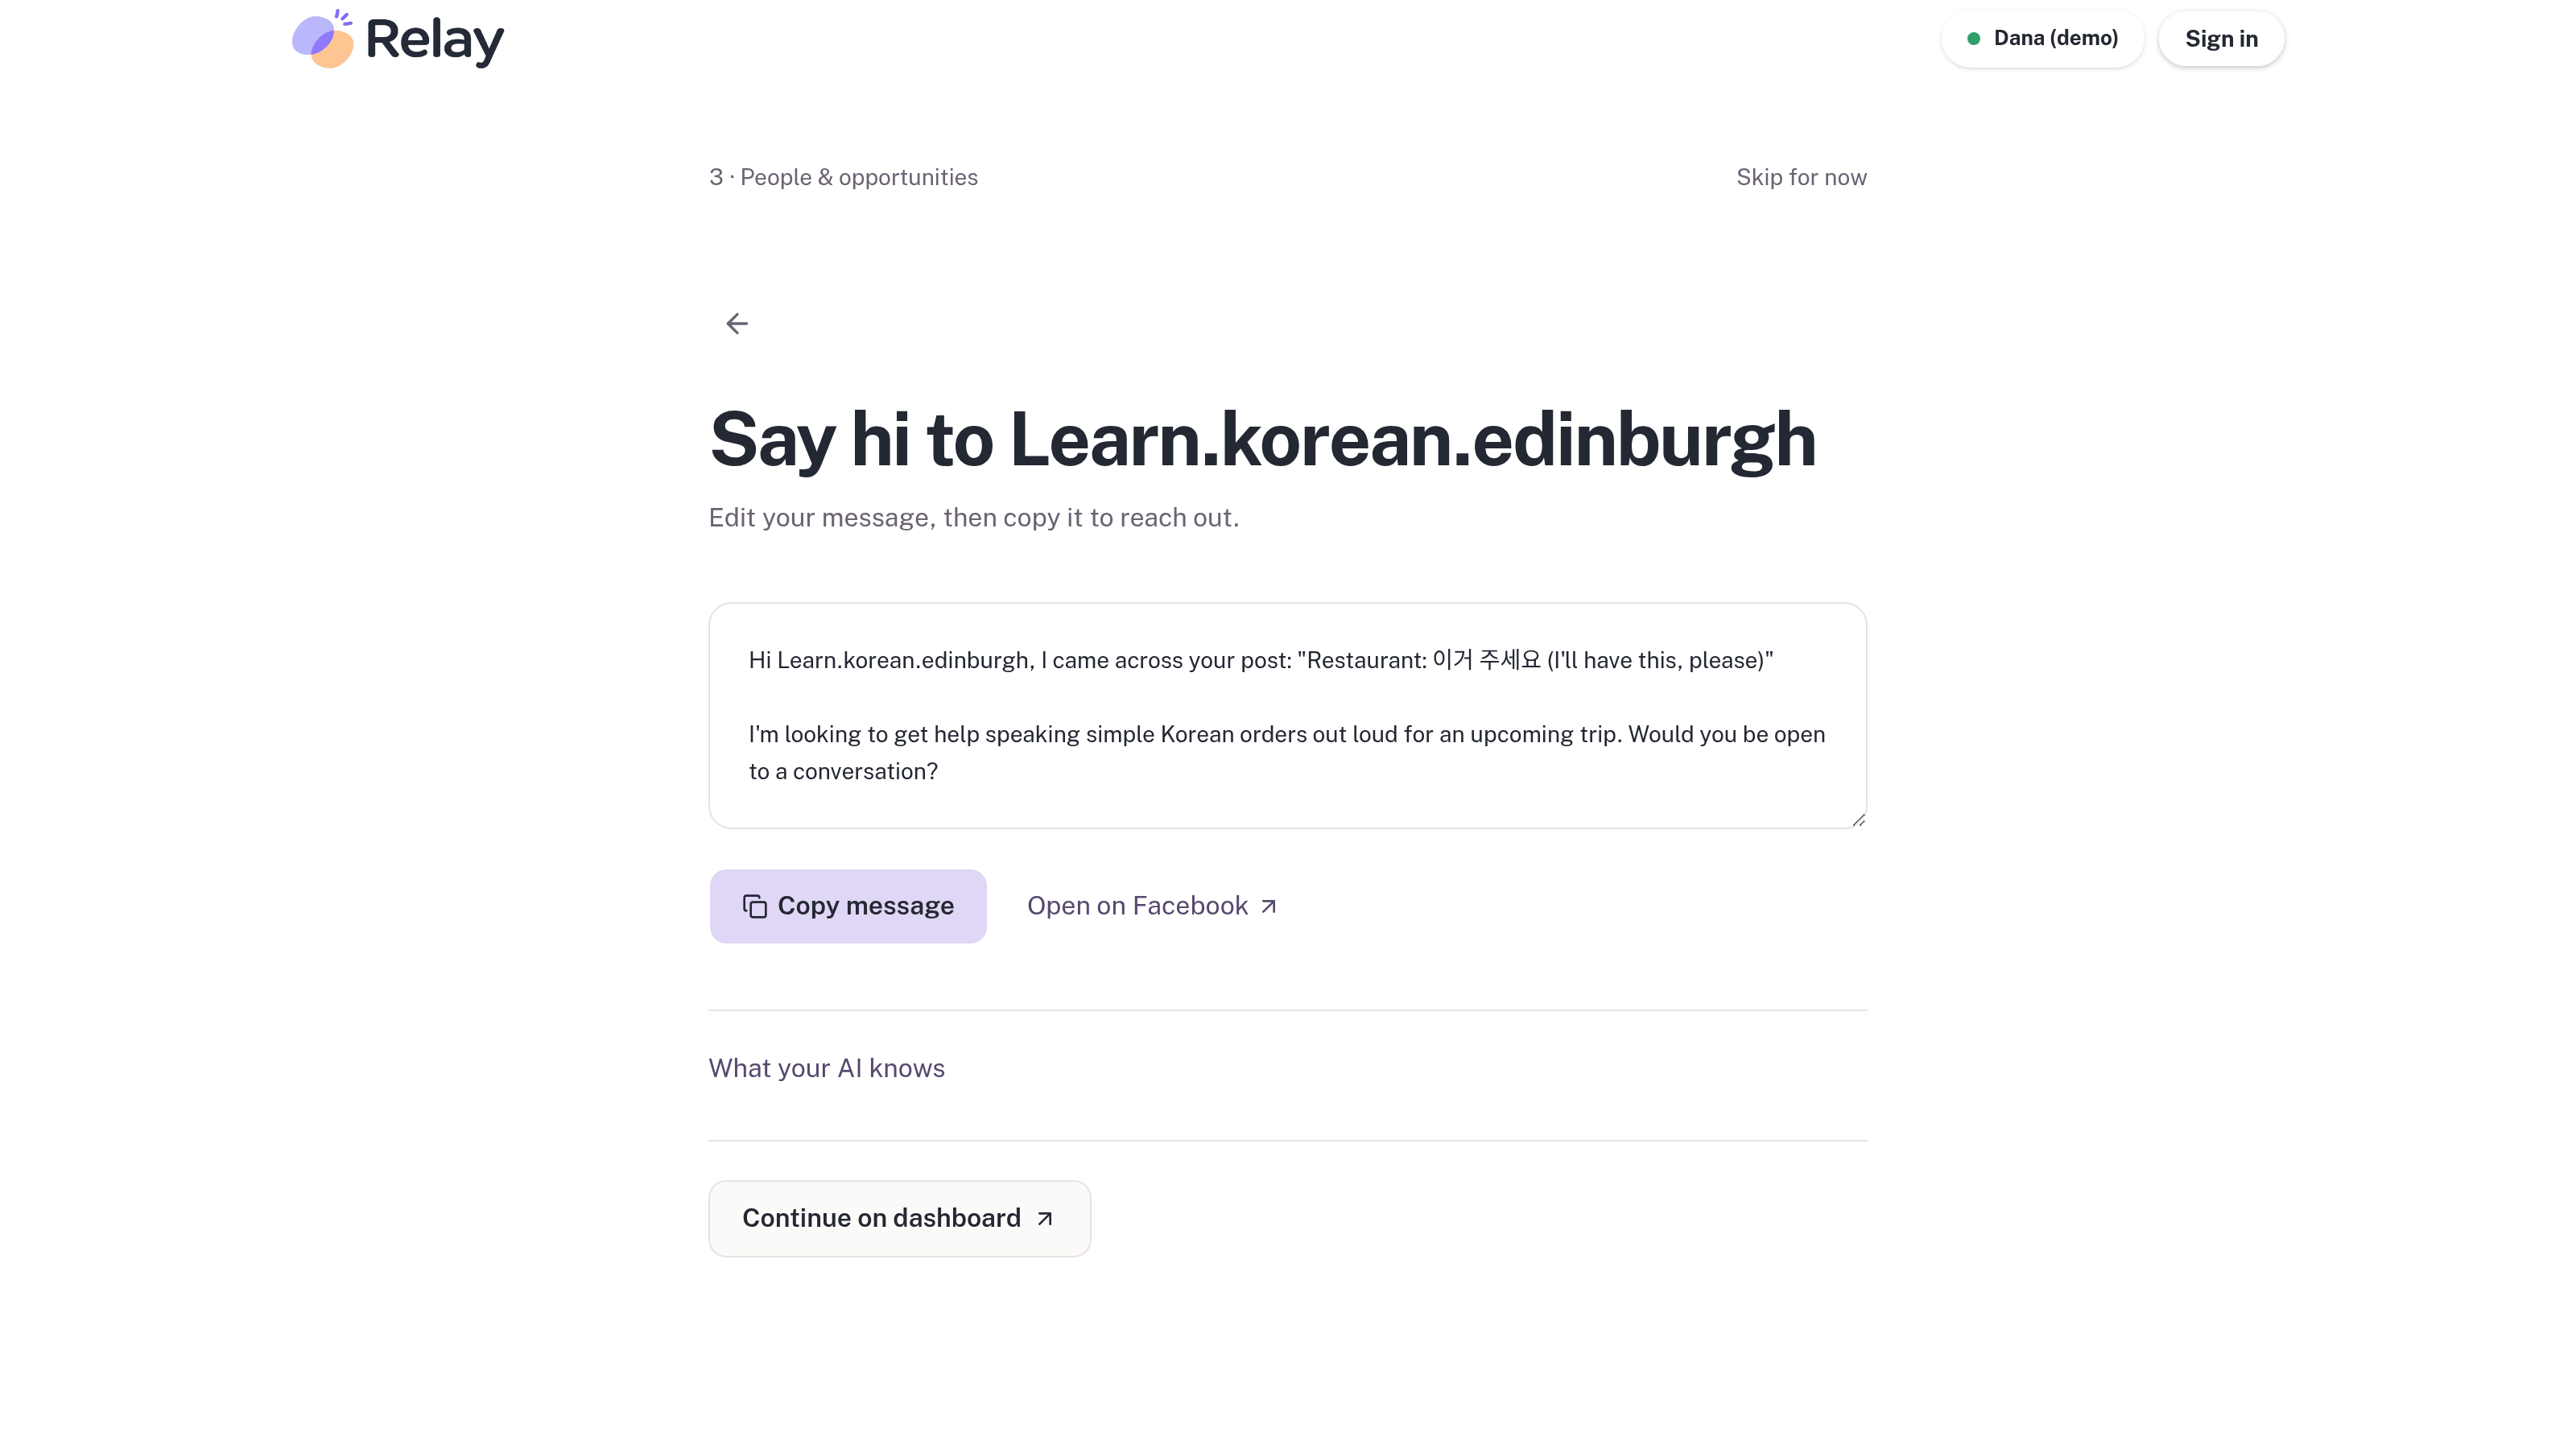 Relay
Dana (demo)
Sign in
3 · People & opportunities
Skip for now
Say hi to Learn.korean.edinburgh
Edit your message, then copy it to reach out.
Hi Learn.korean.edinburgh, I came across your post: "Restaurant: 이거 주세요 (I'll have this, please)"
I'm looking to get help speaking simple Korean orders out loud for an upcoming trip. Would you be open
to a conversation?
Copy message
Open on Facebook
What your AI knows
Continue on dashboard